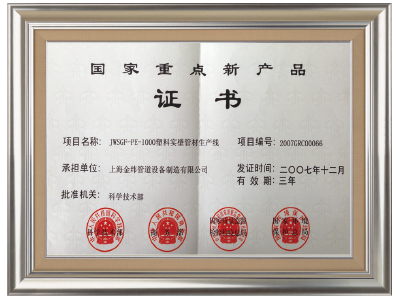 国家重点新产品
证书
项目名称： JWSGF-PE-1000塑料实壁管材生产线
项目编号：2007GRC00066
承担单位：上海金纬管道设备制造有限公司
发证时间：二〇〇七年十二月
有效期：三年
批准机关：科学技术部